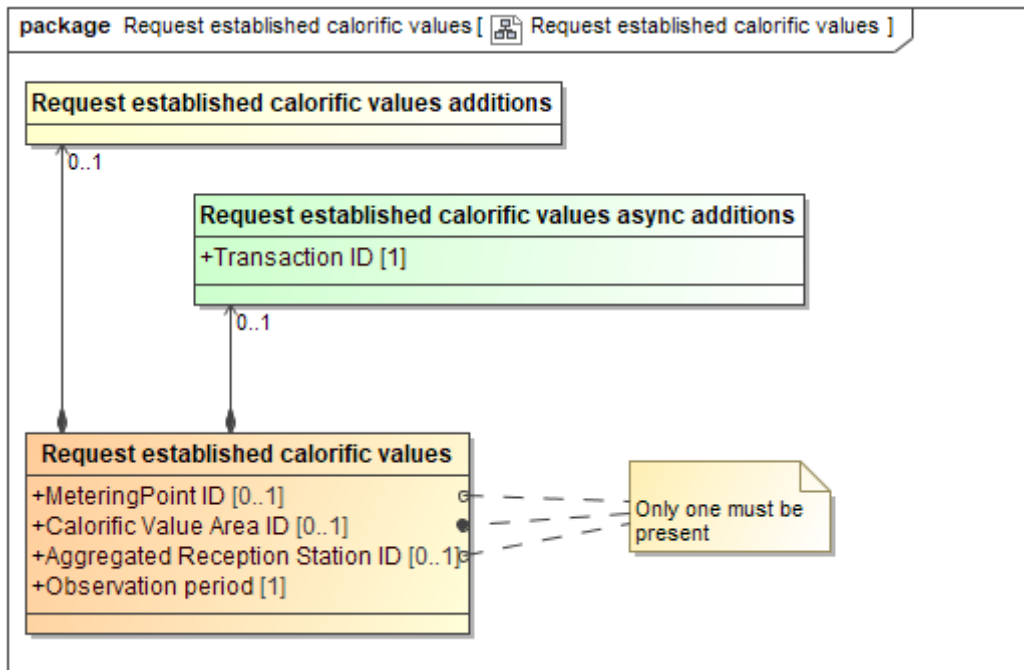 package Request established calorific values [ Request established calorific values ]
Request established calorific values additions
0..1
Request established calorific values async additions
+Transaction ID [1]
0..1
Request established calorific values
+MeteringPoint ID [0..1]
+Calorific Value Area ID [0..1]
+Aggregated Reception Station ID [0..1]
+Observation period [1]
Only one must be
present